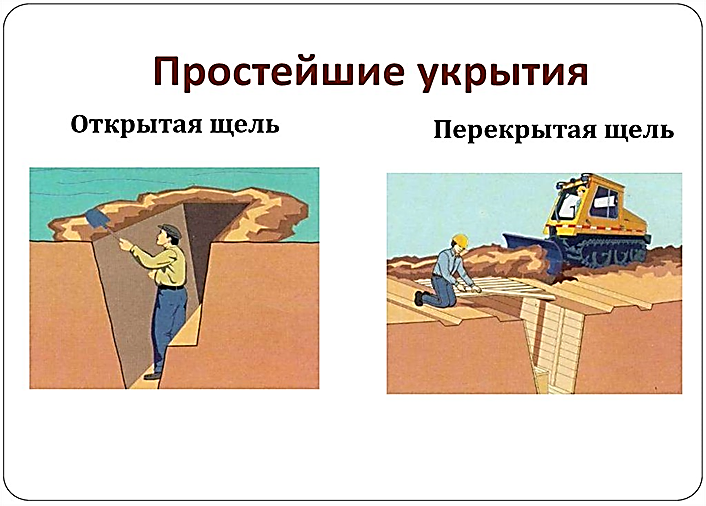 Простейшие укрытия
Открытая щель
Перекрытая щель